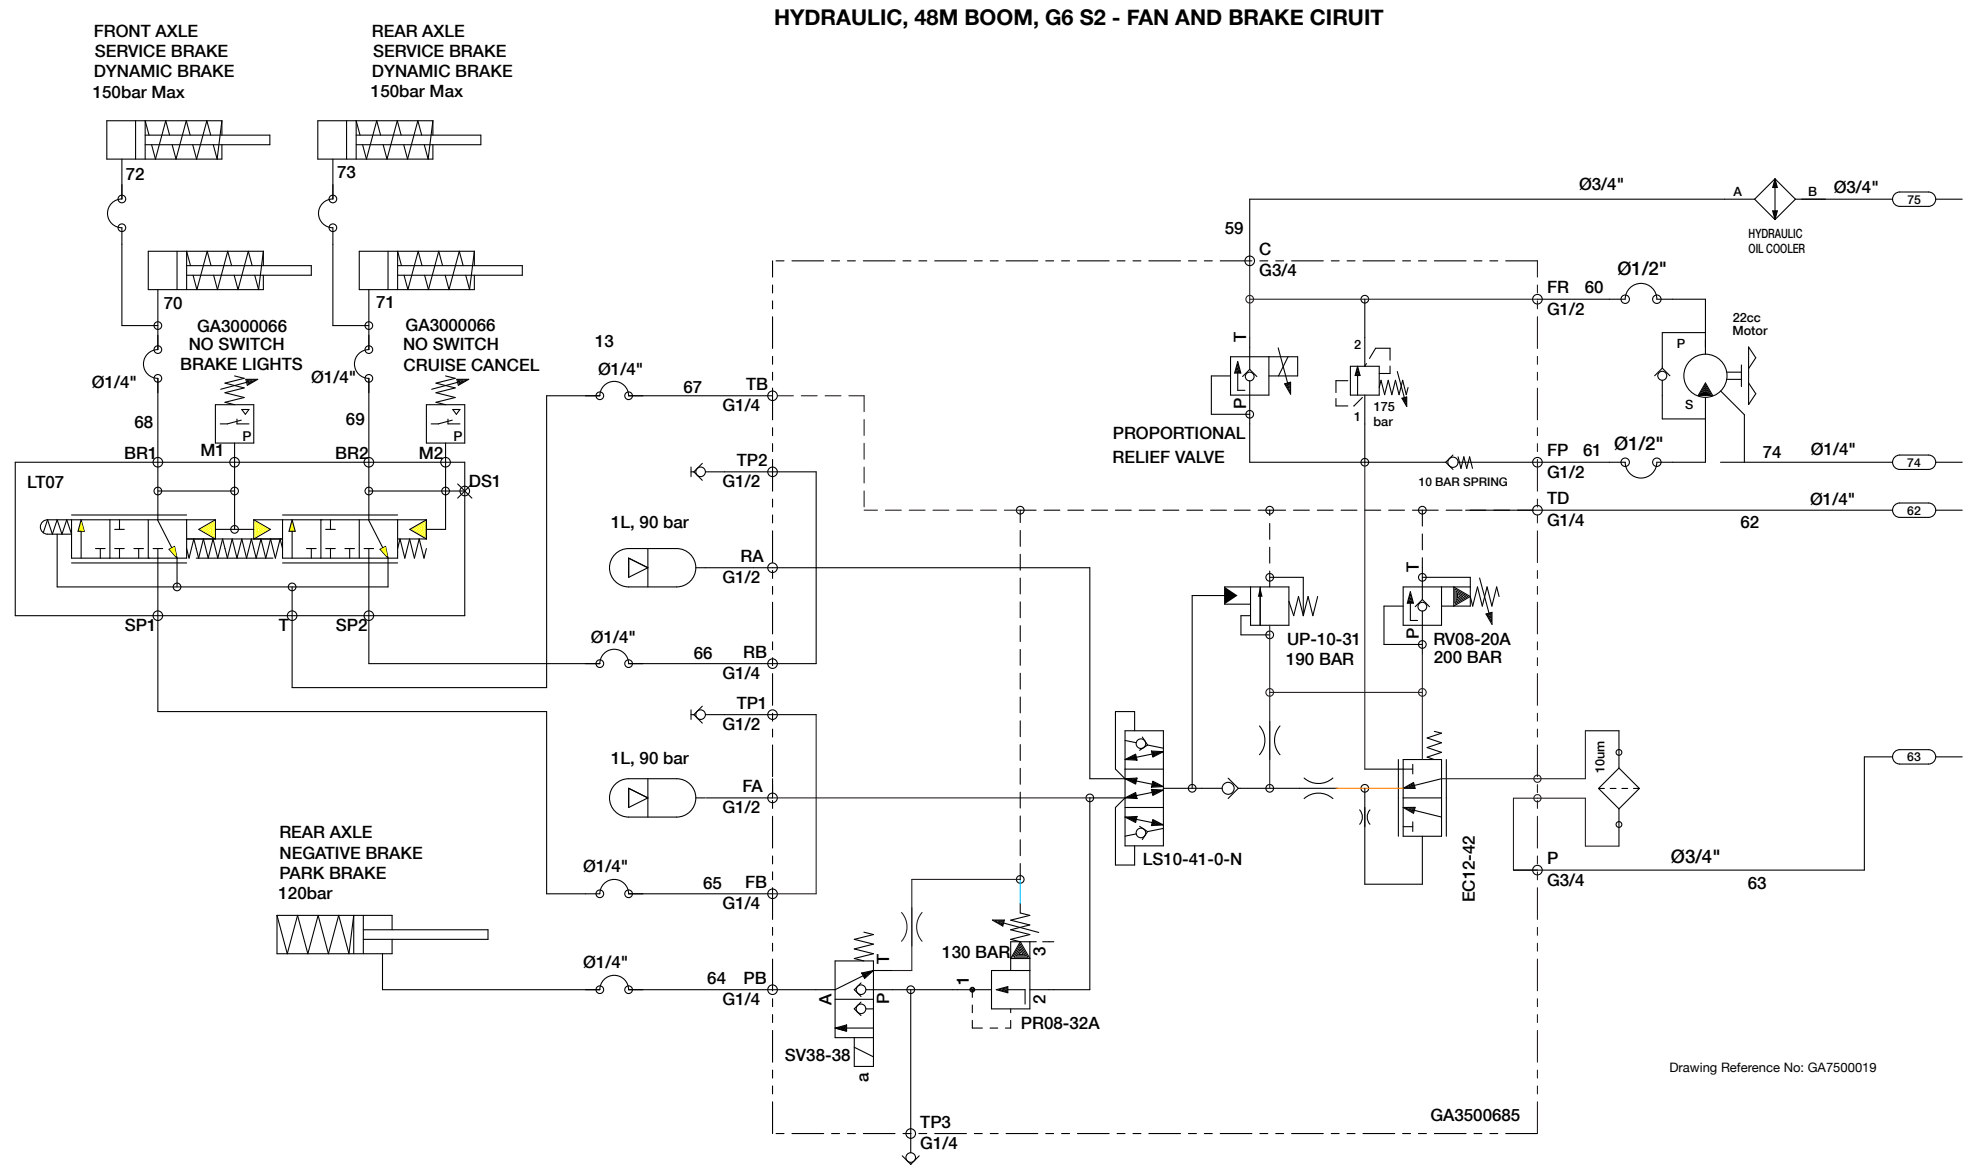 HYDRAULIC, 48M BOOM, G6 S2 - FAN AND BRAKE CIRUIT
FRONT AXLE
SERVICE BRAKE
DYNAMIC BRAKE
150bar Max
REAR AXLE
SERVICE BRAKE
DYNAMIC BRAKE
150bar Max
72
73
70
71
GA3000066
NO SWITCH
BRAKE LIGHTS
GA3000066
NO SWITCH
CRUISE CANCEL
Ø1/4"
Ø1/4"
68
69
P
P
BR1
M1
BR2
M2
LT07
DS1
SP1
T
SP2
13
Ø1/4"
67
TB
G1/4
TP2
G1/2
1L, 90 bar
RA
G1/2
Ø1/4"
66
RB
G1/4
TP1
G1/2
1L, 90 bar
FA
G1/2
REAR AXLE
NEGATIVE BRAKE
PARK BRAKE
120bar
Ø1/4"
65
FB
G1/4
Ø1/4"
64
PB
G1/4
A
T
P
SV38-38
a
130 BAR
3
1
2
PR08-32A
TP3
G1/4
59
C
G3/4
Ø3/4"
A
B
Ø3/4"
75
HYDRAULIC
OIL COOLER
FR
60
G1/2
Ø1/2"
22cc
Motor
P
S
T
P
2
1
175
bar
PROPORTIONAL
RELIEF VALVE
10 BAR SPRING
FP
61
G1/2
Ø1/2"
74
Ø1/4"
74
TD
G1/4
Ø1/4"
62
62
T
P
UP-10-31
190 BAR
RV08-20A
200 BAR
LS10-41-0-N
EC12-42
10um
63
P
G3/4
Ø3/4"
63
GA3500685
Drawing Reference No: GA7500019